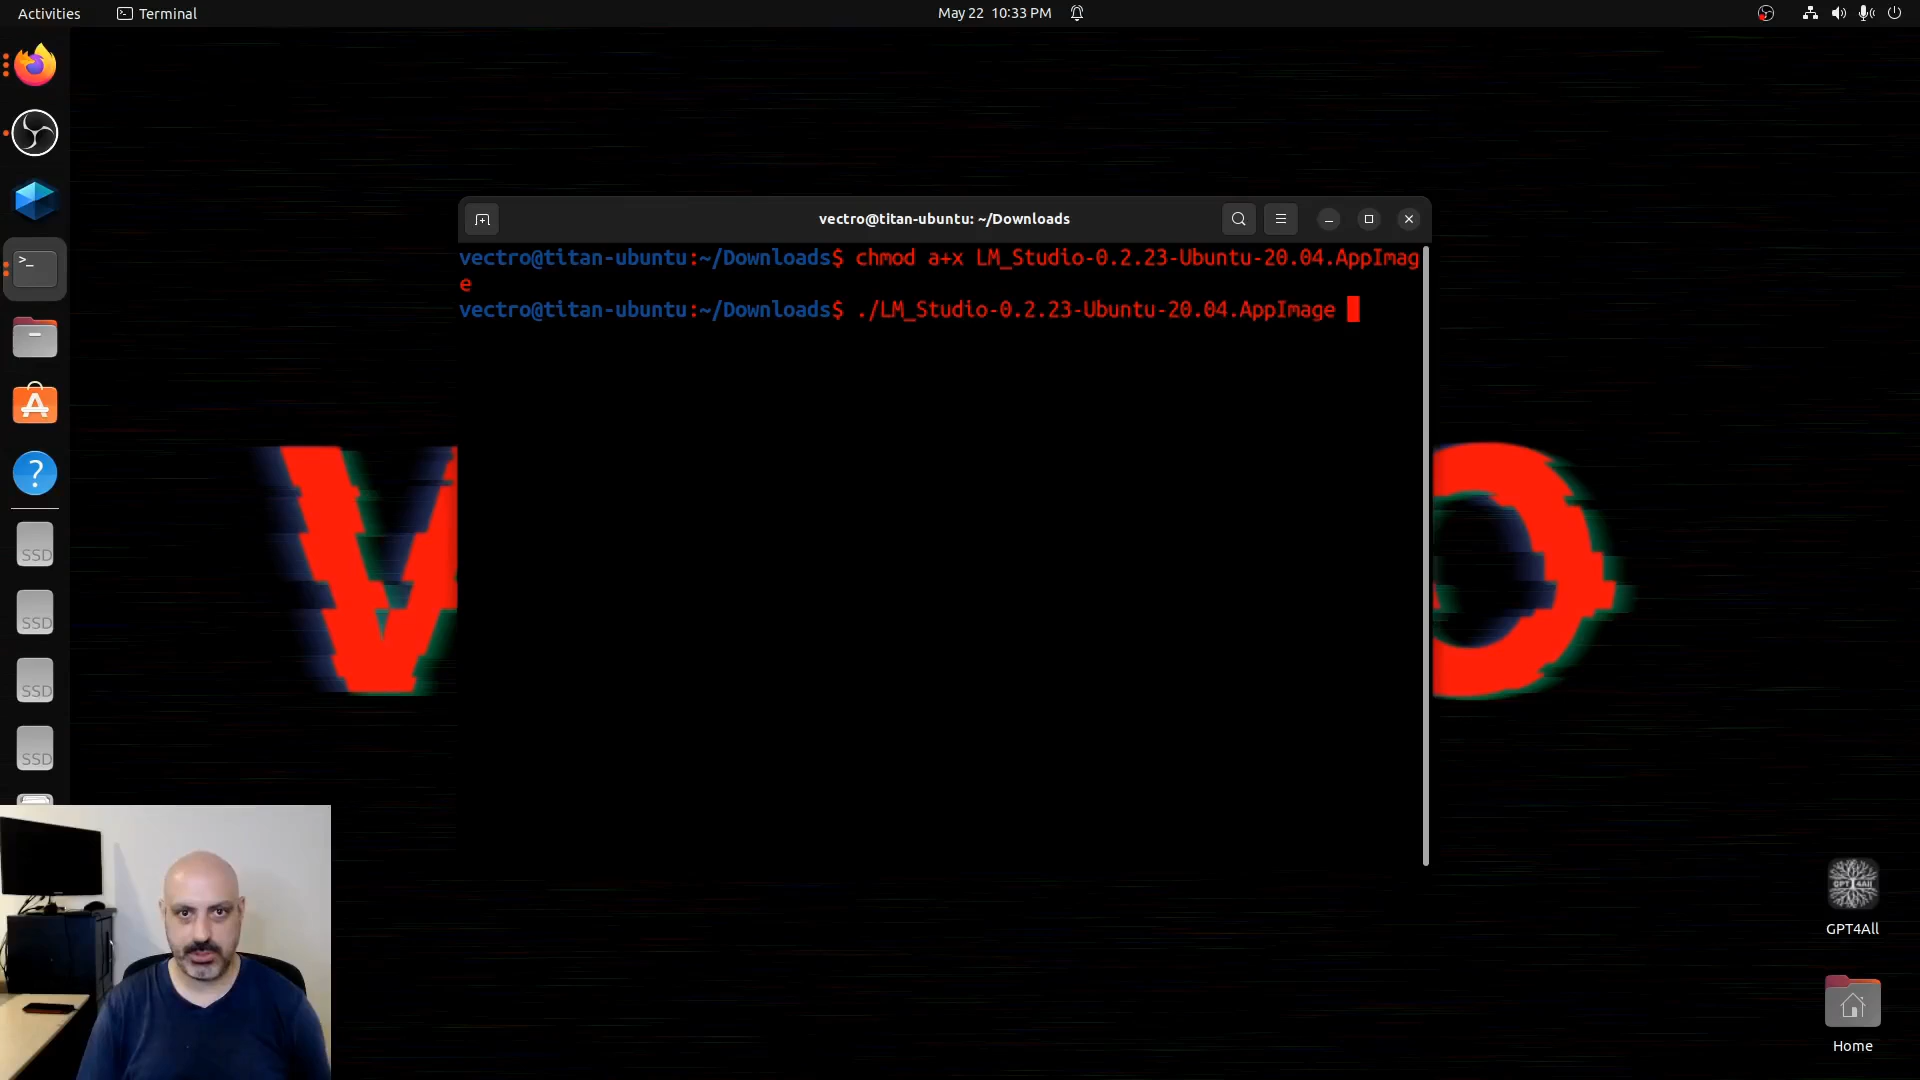 Activities
Terminal
May 22 10:33 PM
vectro@titan-ubuntu: ~/Downloads
vectro@titan-ubuntu:~/Downloads$ chmod a+x LM_Studio-0.2.23-Ubuntu-20.04.AppImag
e
vectro@titan-ubuntu:~/Downloads$ ./LM_Studio-0.2.23-Ubuntu-20.04.AppImage
>_
?
SSD
SSD
SSD
SSD
V
O
GPT4All
GPT4All
Home